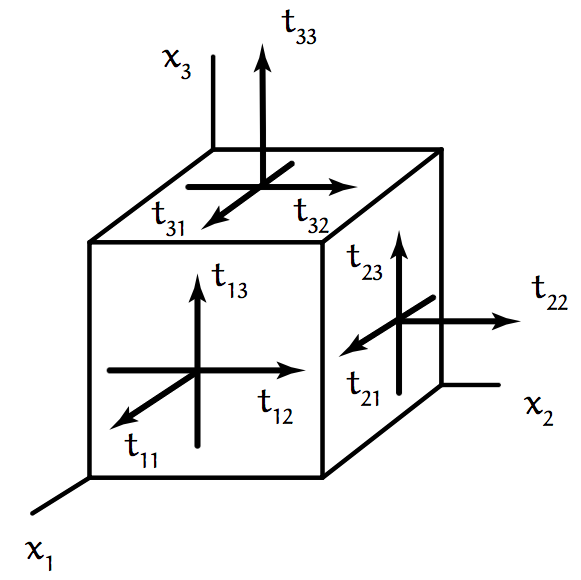 t₃₃
x₃
t₃₁
t₃₂
t₂₃
t₁₃
t₂₂
t₂₁
t₁₂
x₂
t₁₁
x₁